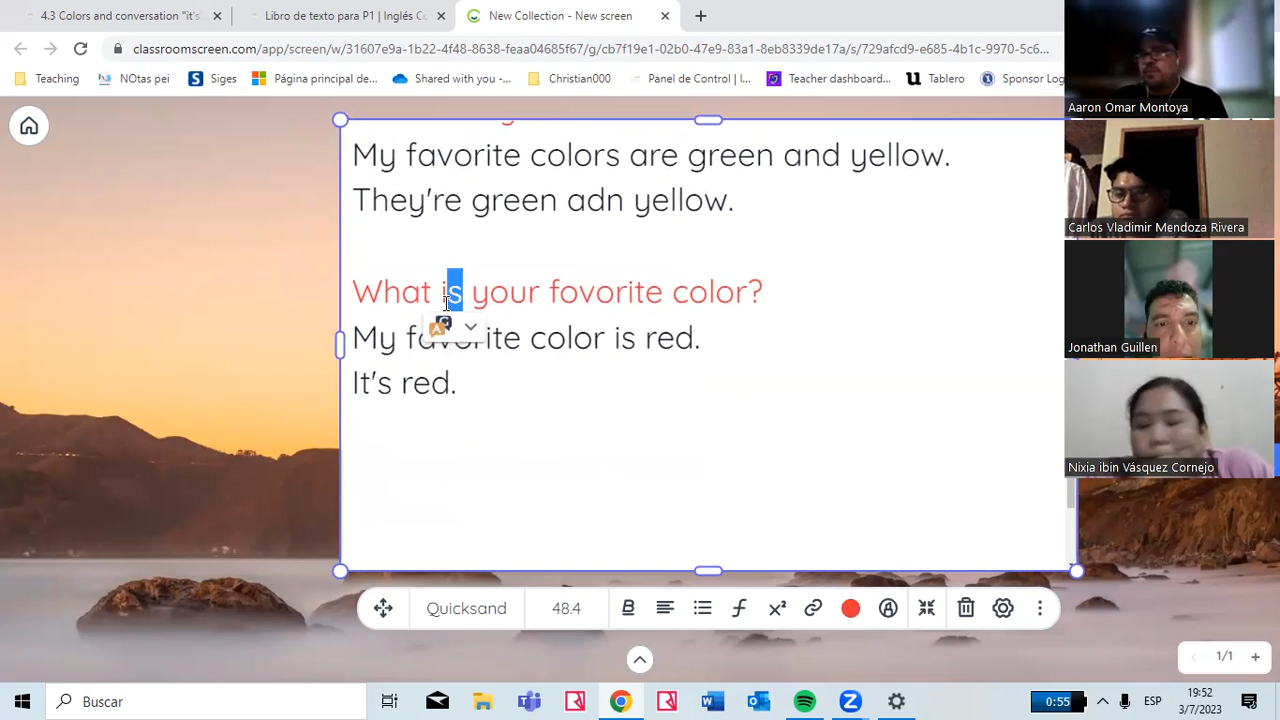 4.3 Colors and conversation "it's
Libro de texto para P1 | Inglés C
New Collection - New screen
classroomscreen.com/app/screen/w/31607e9a-1b22-4f48-8638-feaa04685f67/g/cb7f19e1-02b0-47e9-83a1-8eb8339de17a/s/729afcd9-e685-4b1c-9970-5c6...
Teaching
NOtas pei
Siges
Página principal de...
Shared with you -...
Christian000
Panel de Control | I...
Teacher dashboard...
Tablero
Sponsor Log
Aaron Omar Montoya
My favorite colors are green and yellow.
They're green adn yellow.
Carlos Vladimir Mendoza Rivera
What is your fovorite color?
My favorite color is red.
Jonathan Guillen
It's red.
Nixia ibin Vásquez Cornejo
Quicksand
48.4
1/1
Buscar
0:55
ESP
19:52
3/7/2023